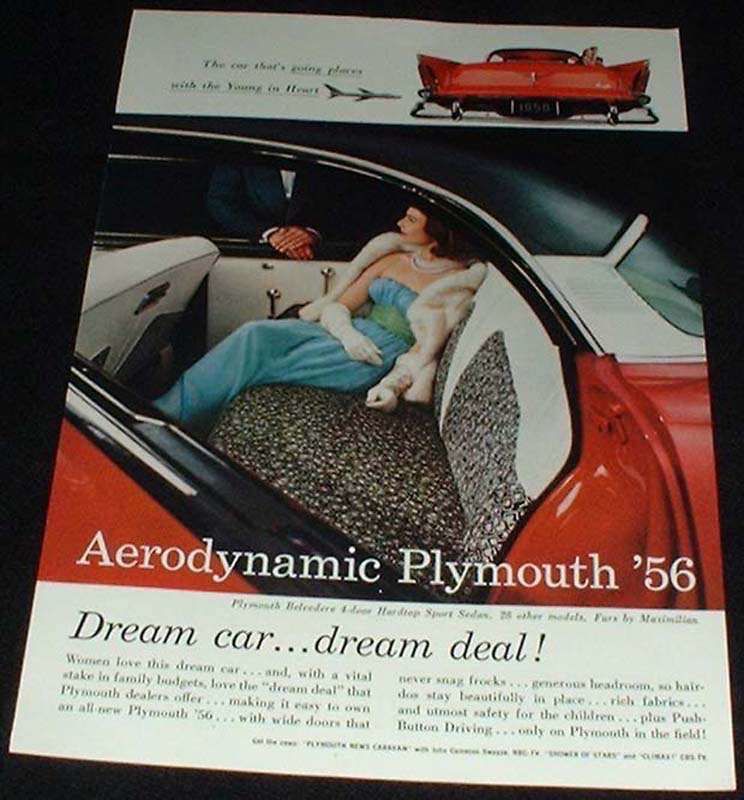 The car that's going places
with the Young in Heart
1956
Aerodynamic Plymouth '56
Plymouth Belvedere 4-door Hardtop Sport Sedan. 28 other models. Furs by Maximilian
Dream car...dream deal!
Women love this dream car...and, with a vital
stake in family budgets, love the "dream deal" that
Plymouth dealers offer...making it easy to own
an all-new Plymouth '56...with wide doors that
never snag frocks...generous headroom, so hair-
dos stay beautifully in place...rich fabrics...
and utmost safety for the children...plus Push-
Button Driving...only on Plymouth in the field!
"PLYMOUTH NEWS CARAVAN" with John Cameron Swayze, NBC-TV. "SHOWER OF STARS" and "CLIMAX!" CBS-TV.